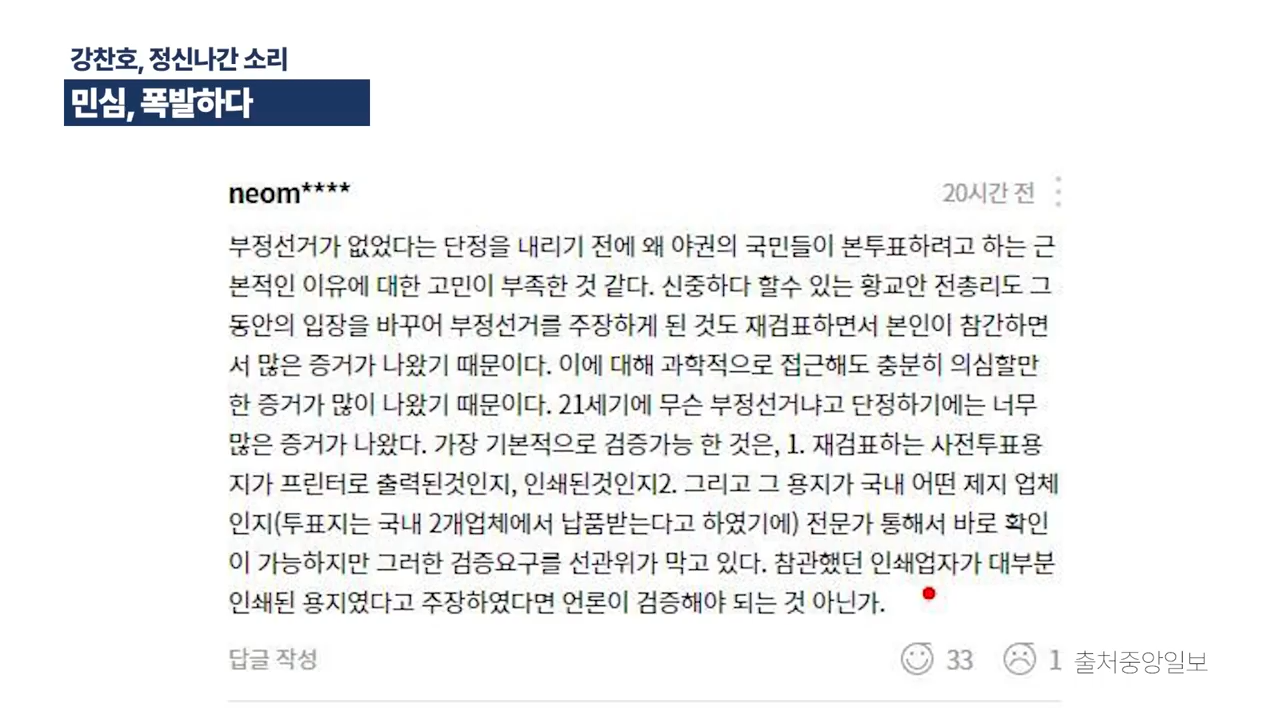 강찬호, 정신나간 소리
민심, 폭발하다
neom****
20시간 전
부정선거가 없었다는 단정을 내리기 전에 왜 야권의 국민들이 본투표하려고 하는 근
본적인 이유에 대한 고민이 부족한 것 같다. 신중하다 할수 있는 황교안 전총리도 그
동안의 입장을 바꾸어 부정선거를 주장하게 된 것도 재검표하면서 본인이 참간하면
서 많은 증거가 나왔기 때문이다. 이에 대해 과학적으로 접근해도 충분히 의심할만
한 증거가 많이 나왔기 때문이다. 21세기에 무슨 부정선거냐고 단정하기에는 너무
많은 증거가 나왔다. 가장 기본적으로 검증가능 한 것은, 1. 재검표하는 사전투표용
지가 프린터로 출력된것인지, 인쇄된것인지2. 그리고 그 용지가 국내 어떤 제지 업체
인지(투표지는 국내 2개업체에서 납품받는다고 하였기에) 전문가 통해서 바로 확인
이 가능하지만 그러한 검증요구를 선관위가 막고 있다. 참관했던 인쇄업자가 대부분
인쇄된 용지였다고 주장하였다면 언론이 검증해야 되는 것 아닌가.
답글 작성
33
1
출처중앙일보